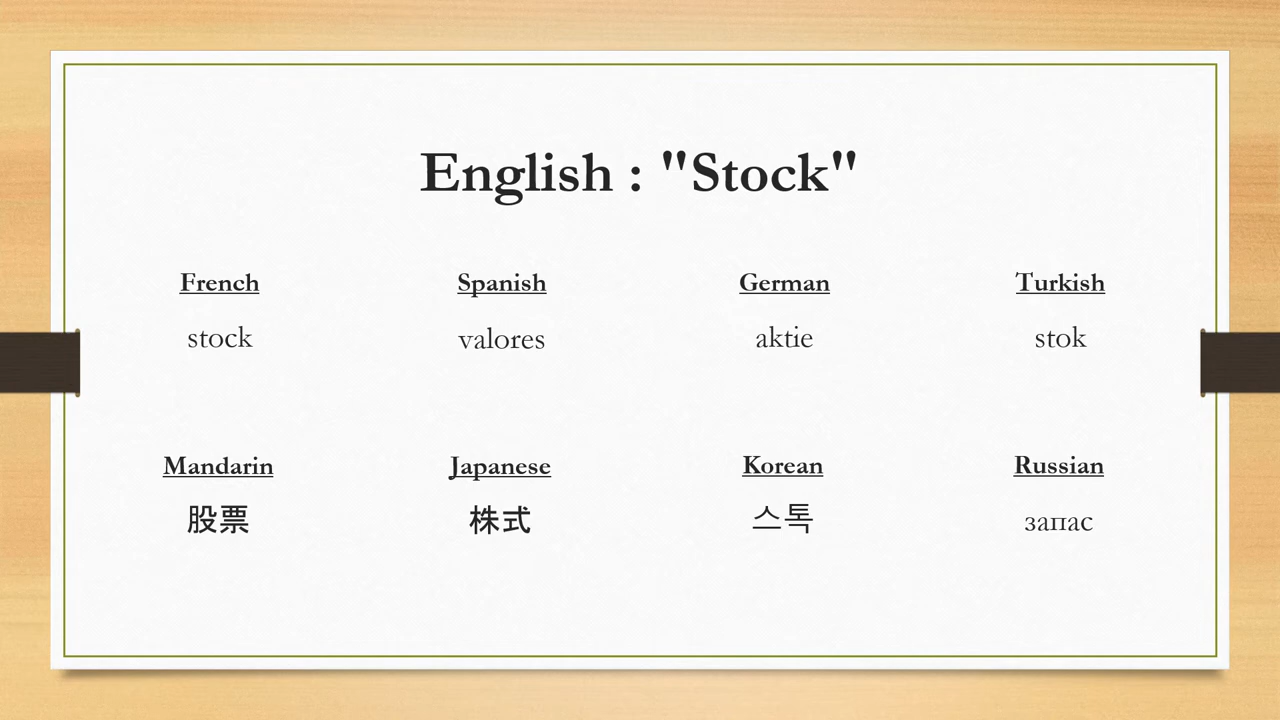 English : "Stock"
French
stock
Spanish
valores
German
aktie
Turkish
stok
Mandarin
股票
Japanese
株式
Korean
스톡
Russian
запас